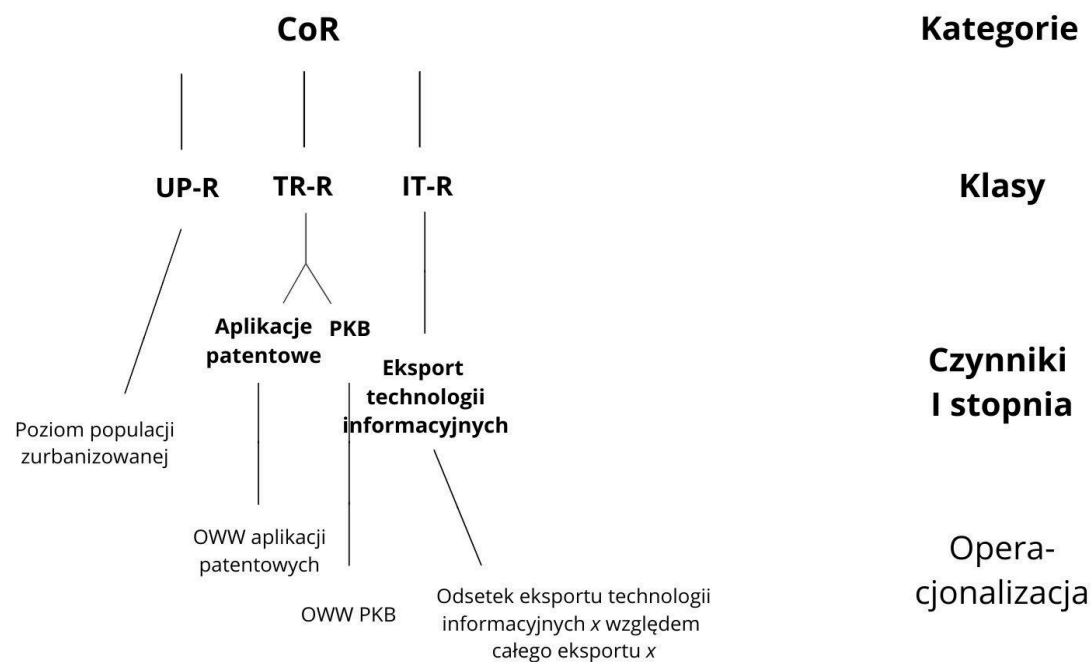 CoR
Kategorie
UP-R
TR-R
IT-R
Klasy
Aplikacje
patentowe
PKB
Eksport
technologii
informacyjnych
Czynniki
I stopnia
Poziom populacji
zurbanizowanej
OWW aplikacji
patentowych
OWW PKB
Odsetek eksportu technologii
informacyjnych x względem
całego eksportu x
Opera-
cjonalizacja